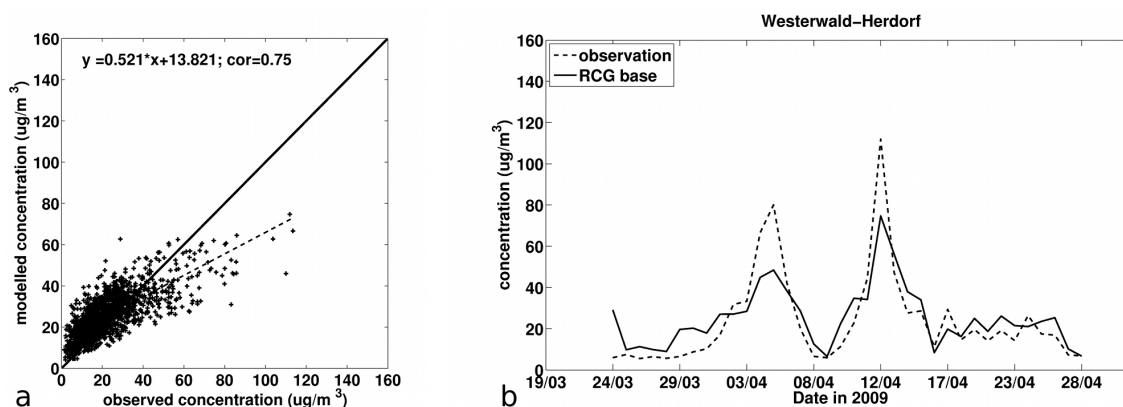 Westerwald-Herdorf
y =0.521*x+13.821; cor=0.75
160
140
120
100
80
60
40
20
0
modelled concentration (ug/m³)
0 20 40 60 80 100 120 140 160
observed concentration (ug/m³)
a
observation
RCG base
160
140
120
100
80
60
40
20
0
concentration (ug/m³)
19/03 24/03 29/03 03/04 08/04 12/04 17/04 23/04 28/04
Date in 2009
b